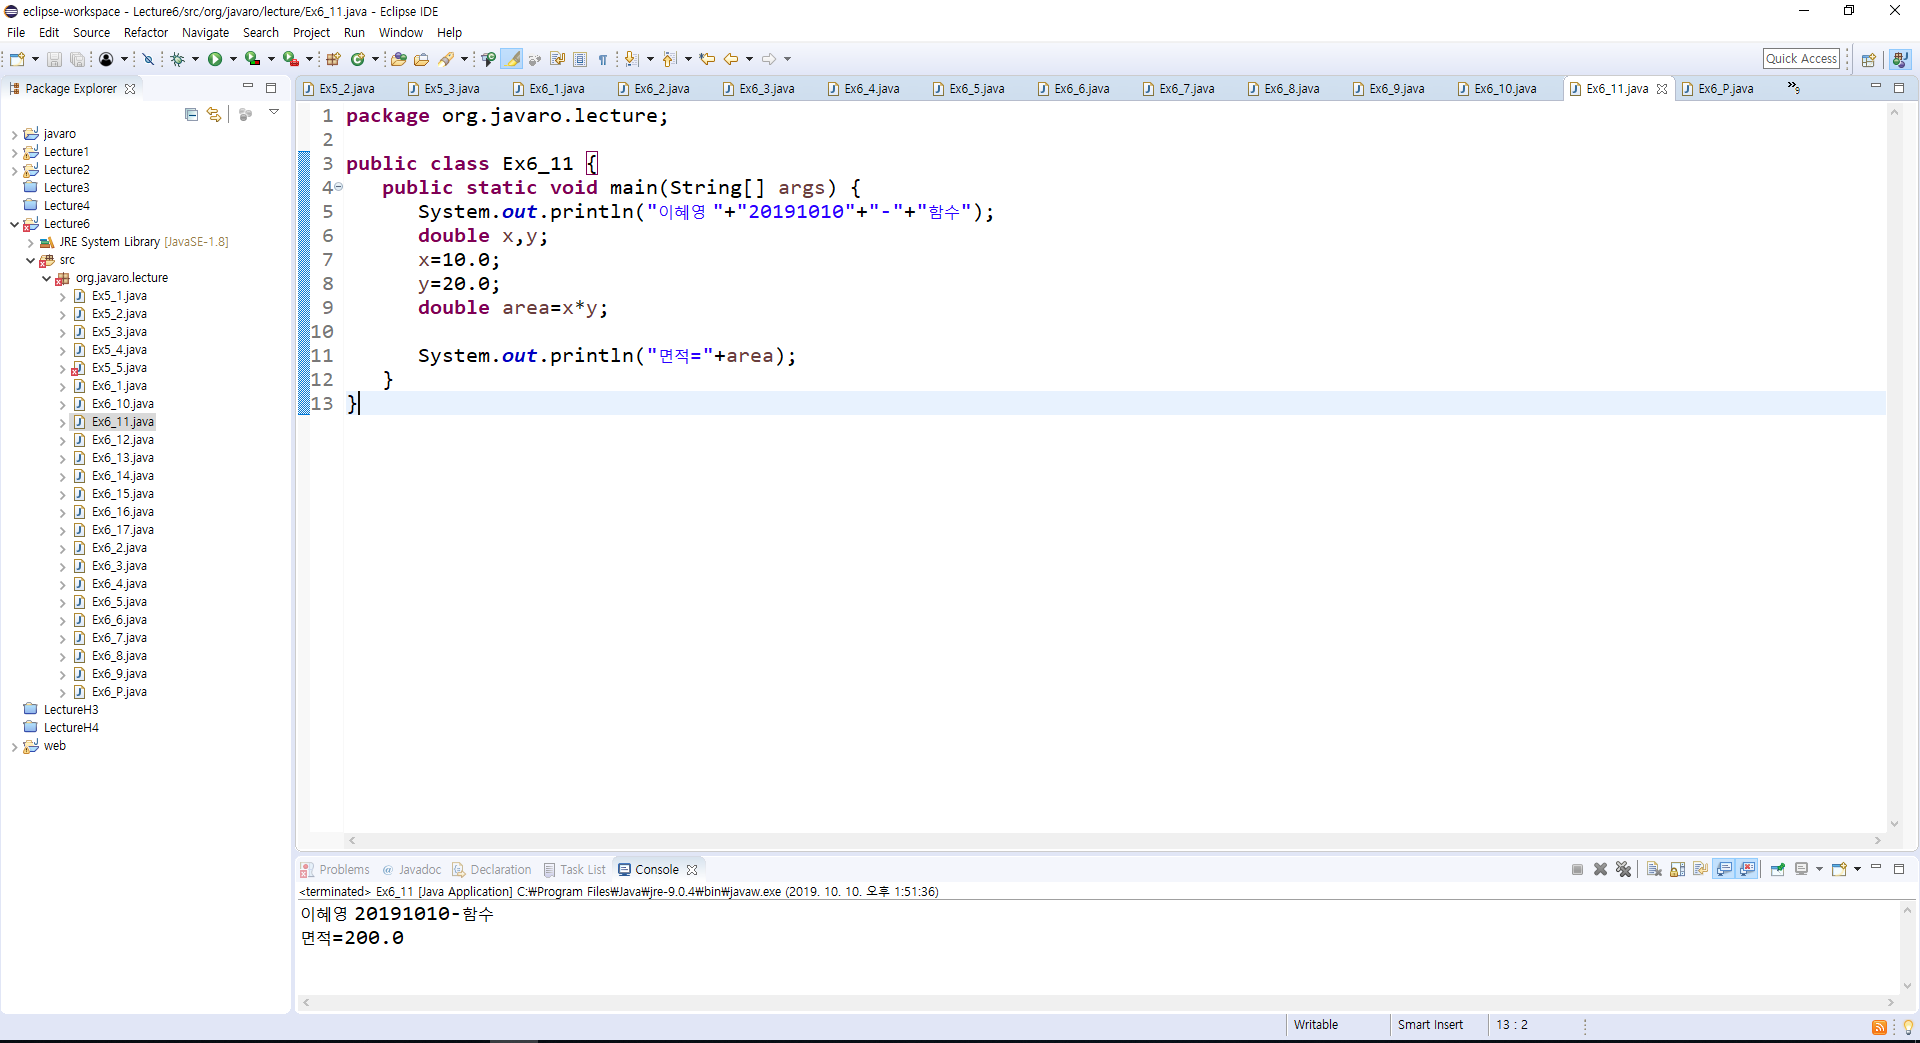 eclipse-workspace - Lecture6/src/org/javaro/lecture/Ex6_11.java - Eclipse IDE
File Edit Source Refactor Navigate Search Project Run Window Help
Quick Access
Package Explorer
javaro
Lecture1
Lecture2
Lecture3
Lecture4
Lecture6
JRE System Library [JavaSE-1.8]
src
org.javaro.lecture
Ex5_1.java
Ex5_2.java
Ex5_3.java
Ex5_4.java
Ex5_5.java
Ex6_1.java
Ex6_10.java
Ex6_11.java
Ex6_12.java
Ex6_13.java
Ex6_14.java
Ex6_15.java
Ex6_16.java
Ex6_17.java
Ex6_2.java
Ex6_3.java
Ex6_4.java
Ex6_5.java
Ex6_6.java
Ex6_7.java
Ex6_8.java
Ex6_9.java
Ex6_P.java
LectureH3
LectureH4
web
Ex5_2.java Ex5_3.java Ex6_1.java Ex6_2.java Ex6_3.java Ex6_4.java Ex6_5.java Ex6_6.java Ex6_7.java Ex6_8.java Ex6_9.java Ex6_10.java Ex6_11.java Ex6_P.java »9
1 package org.javaro.lecture;
2
3 public class Ex6_11 {
4 public static void main(String[] args) {
5 System.out.println("이혜영 "+"20191010"+"-"+"함수");
6 double x,y;
7 x=10.0;
8 y=20.0;
9 double area=x*y;
10
11 System.out.println("면적="+area);
12 }
13 }
Problems @ Javadoc Declaration Task List Console
<terminated> Ex6_11 [Java Application] C:₩Program Files₩Java₩jre-9.0.4₩bin₩javaw.exe (2019. 10. 10. 오후 1:51:36)
이혜영 20191010-함수
면적=200.0
Writable Smart Insert 13 : 2